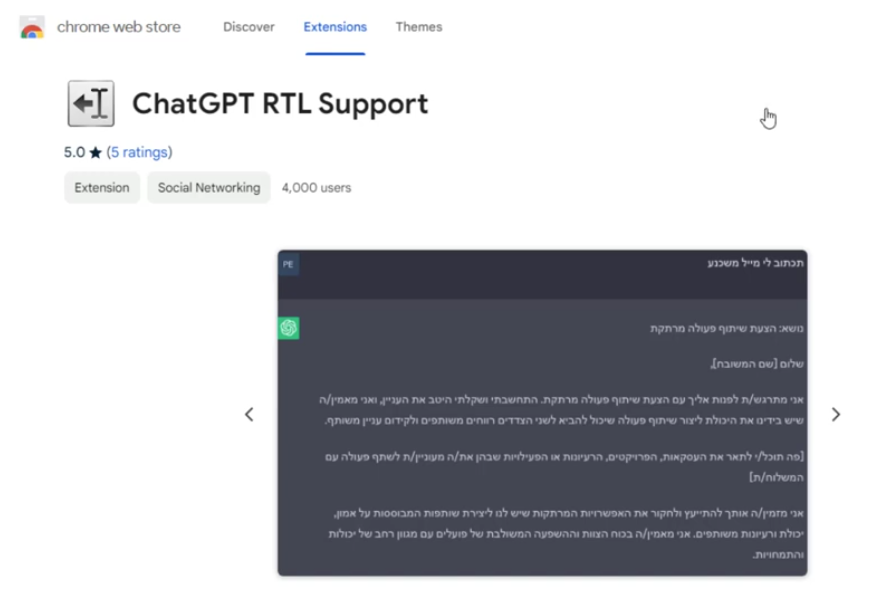 chrome web store
Discover
Extensions
Themes
ChatGPT RTL Support
5.0 ★ (5 ratings)
Extension
Social Networking
4,000 users
PE
תכתוב לי מייל משכנע
נושא: הצעת שיתוף פעולה מרתקת
שלום [שם המשובח],
אני מתרגש/ת לפנות אליך עם הצעת שיתוף פעולה מרתקת. התחשבתי ושקלתי היטב את העניין, ואני מאמין/ה
שיש בידינו את היכולת ליצור שיתוף פעולה שיכול להביא לשני הצדדים רווחים משותפים ולקידום עניין משותף.
[פה תוכל/י לתאר את העסקאות, הפרויקטים, הרעיונות או הפעילויות שבהן את/ה מעוניין/ת לשתף פעולה עם
המשלוח/ת]
אני מזמין/ה אותך להתייעץ ולחקור את האפשרויות המרתקות שיש לנו ליצירת שותפות המבוססות על אמון,
יכולת ורעיונות משותפים. אני מאמין/ה בכוח הצוות וההשפעה המשולבת של פועלים עם מגוון רחב של יכולות
והתמחויות.